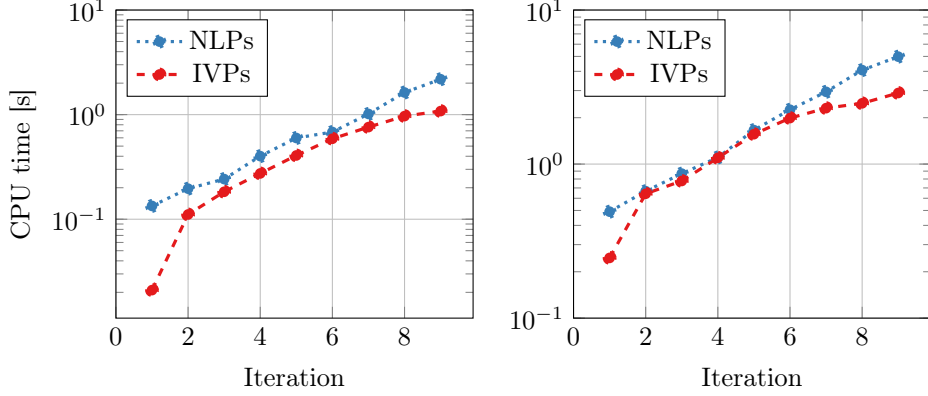 10^1
10^0
10^−1
CPU time [s]
NLPs
IVPs
0 2 4 6 8
Iteration
10^1
10^0
10^−1
NLPs
IVPs
0 2 4 6 8
Iteration